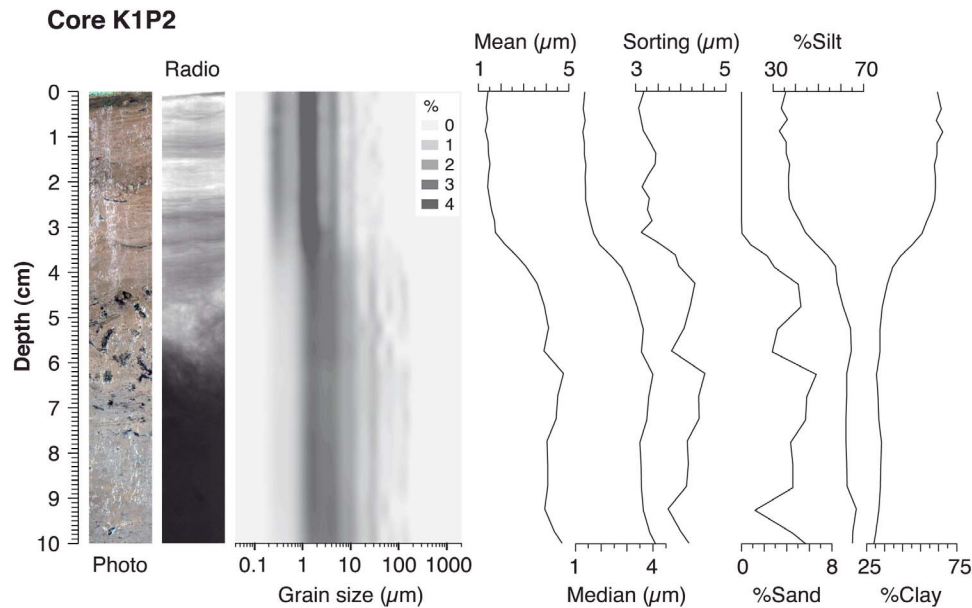 Core K1P2
Radio
Mean (µm)
Sorting (µm)
%Silt
1 5
3 5
30 70
0
1
2
3
4
5
6
7
8
9
10
Depth (cm)
%
0
1
2
3
4
Photo
0.1 1 10 100 1000
Grain size (µm)
1 4
Median (µm)
0 8
%Sand
25 75
%Clay